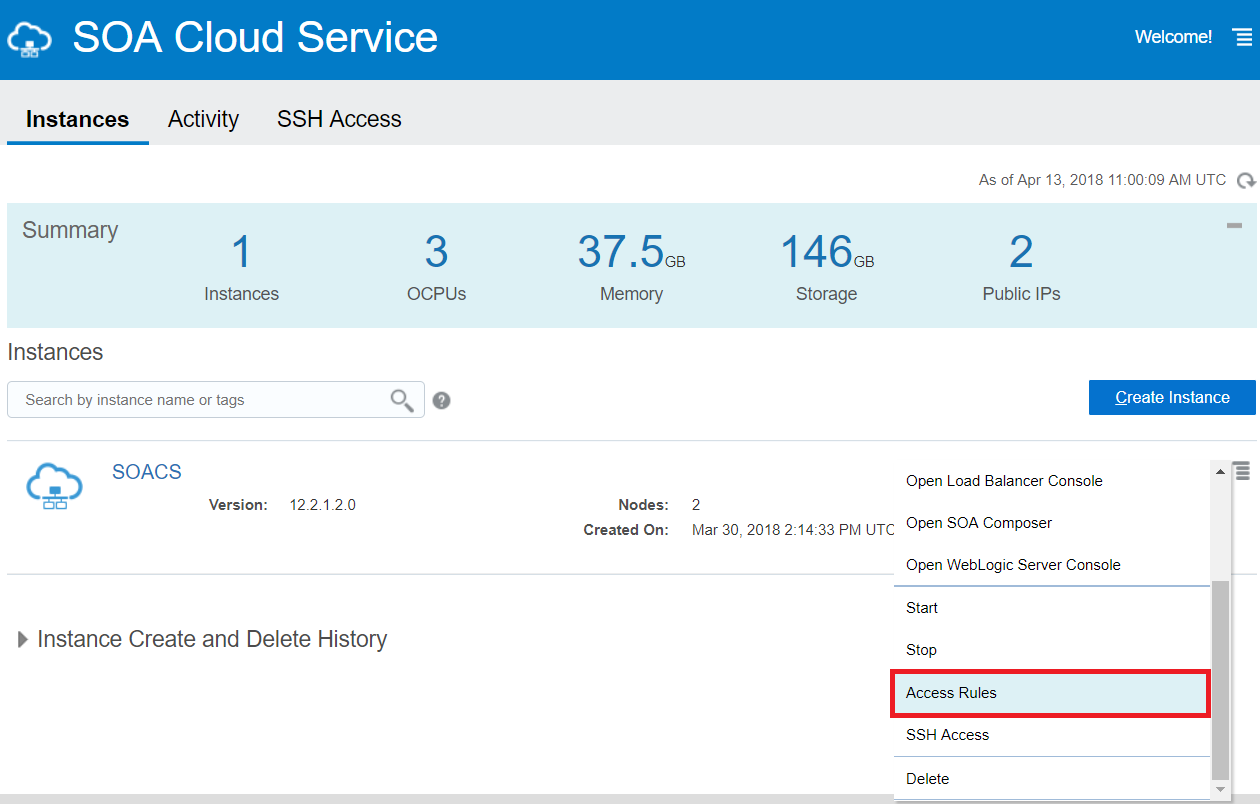 SOA Cloud Service
Welcome!
Instances Activity SSH Access
As of Apr 13, 2018 11:00:09 AM UTC
Summary
1 3 37.5GB 146GB 2
Instances OCPUs Memory Storage Public IPs
Instances
Search by instance name or tags
?
Create Instance
SOACS
Version: 12.2.1.2.0
Nodes: 2
Created On: Mar 30, 2018 2:14:33 PM UTC
Open Load Balancer Console
Open SOA Composer
Open WebLogic Server Console
Start
Stop
Access Rules
SSH Access
Delete
Instance Create and Delete History